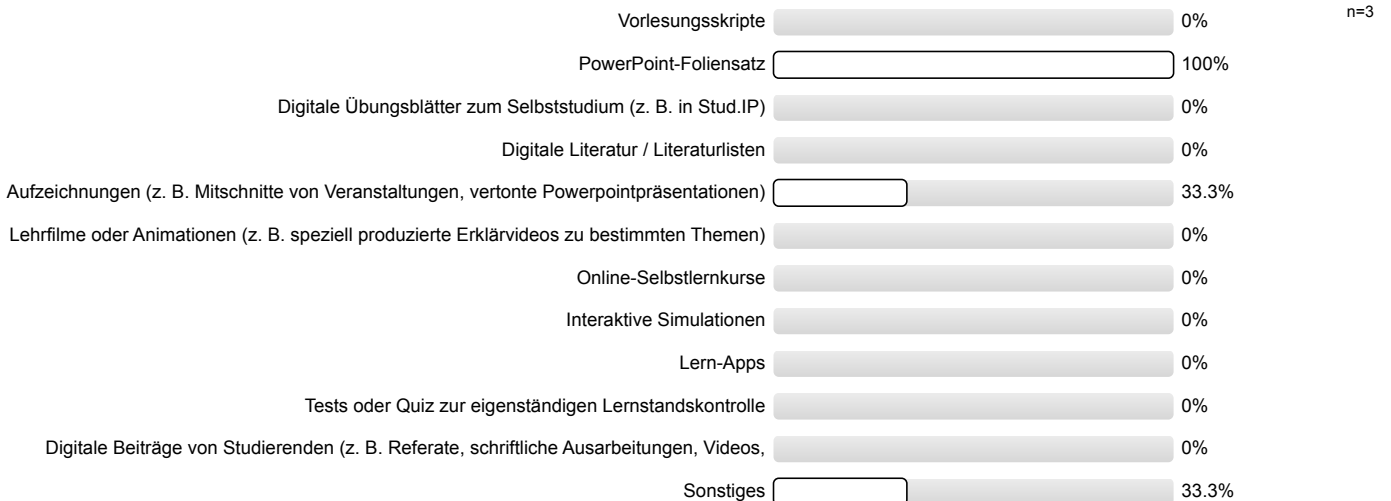 Vorlesungsskripte 0% n=3
PowerPoint-Foliensatz 100%
Digitale Übungsblätter zum Selbststudium (z. B. in Stud.IP) 0%
Digitale Literatur / Literaturlisten 0%
Aufzeichnungen (z. B. Mitschnitte von Veranstaltungen, vertonte Powerpointpräsentationen) 33.3%
Lehrfilme oder Animationen (z. B. speziell produzierte Erklärvideos zu bestimmten Themen) 0%
Online-Selbstlernkurse 0%
Interaktive Simulationen 0%
Lern-Apps 0%
Tests oder Quiz zur eigenständigen Lernstandskontrolle 0%
Digitale Beiträge von Studierenden (z. B. Referate, schriftliche Ausarbeitungen, Videos, 0%
Sonstiges 33.3%